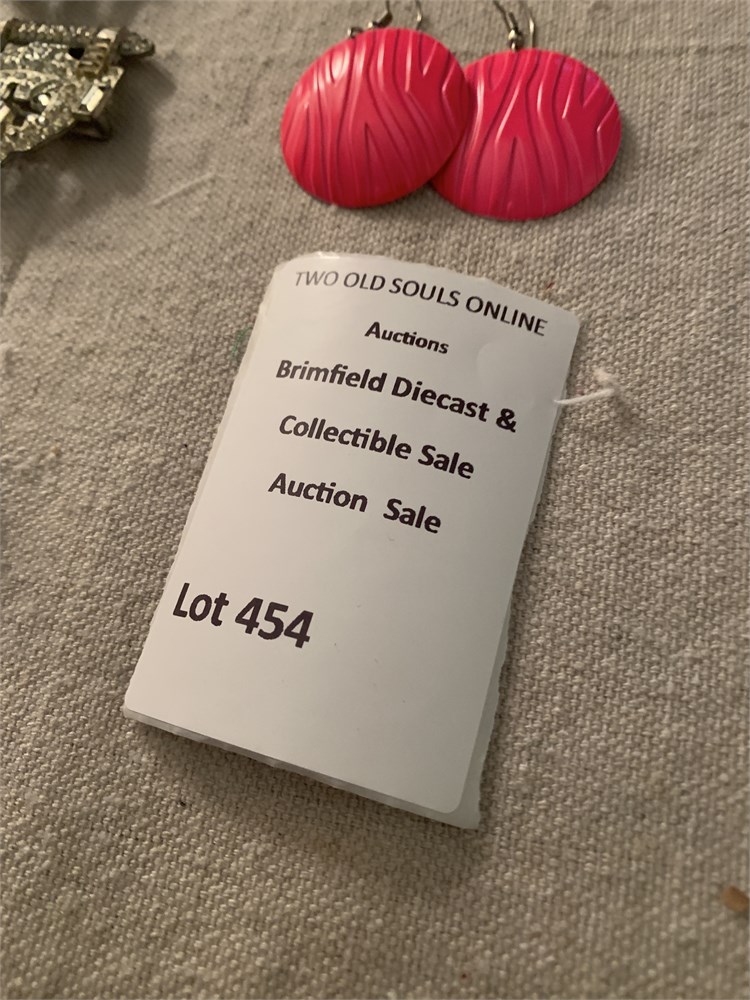 TWO OLD SOULS ONLINE
Auctions
Brimfield Diecast &
Collectible Sale
Auction Sale
Lot 454